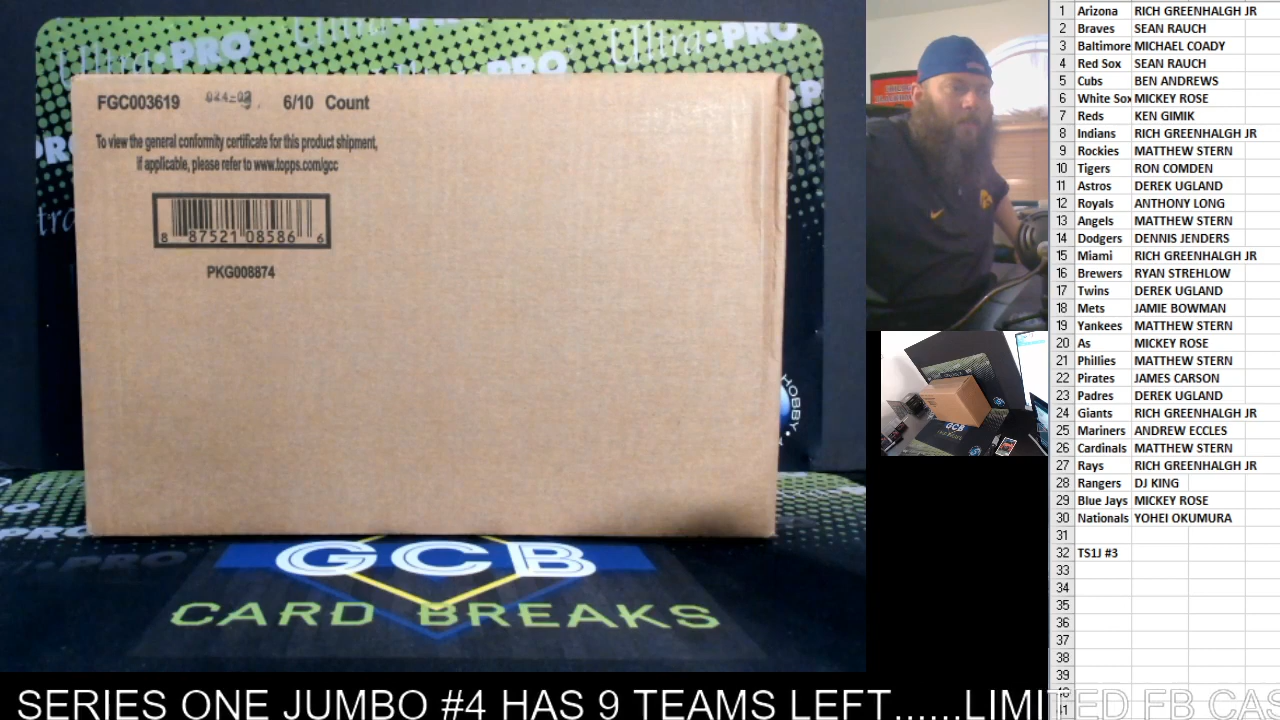 Ultra·PRO
Ultra·PRO
FGC003619 6/10 Count
To view the general conformity certificate for this product shipment,
if applicable, please refer to www.topps.com/gcc
8 87521 08586 6
PKG008874
HOBBY
GCB
CARD BREAKS
GCB
1 Arizona RICH GREENHALGH JR
2 Braves SEAN RAUCH
3 Baltimore MICHAEL COADY
4 Red Sox SEAN RAUCH
5 Cubs BEN ANDREWS
6 White Sox MICKEY ROSE
7 Reds KEN GIMIK
8 Indians RICH GREENHALGH JR
9 Rockies MATTHEW STERN
10 Tigers RON COMDEN
11 Astros DEREK UGLAND
12 Royals ANTHONY LONG
13 Angels MATTHEW STERN
14 Dodgers DENNIS JENDERS
15 Miami RICH GREENHALGH JR
16 Brewers RYAN STREHLOW
17 Twins DEREK UGLAND
18 Mets JAMIE BOWMAN
19 Yankees MATTHEW STERN
20 As MICKEY ROSE
21 Phillies MATTHEW STERN
22 Pirates JAMES CARSON
23 Padres DEREK UGLAND
24 Giants RICH GREENHALGH JR
25 Mariners ANDREW ECCLES
26 Cardinals MATTHEW STERN
27 Rays RICH GREENHALGH JR
28 Rangers DJ KING
29 Blue Jays MICKEY ROSE
30 Nationals YOHEI OKUMURA
31
32 TS1J #3
33
34
35
36
37
38
39
40
41
SERIES ONE JUMBO #4 HAS 9 TEAMS LEFT......LIMITED FB CAS